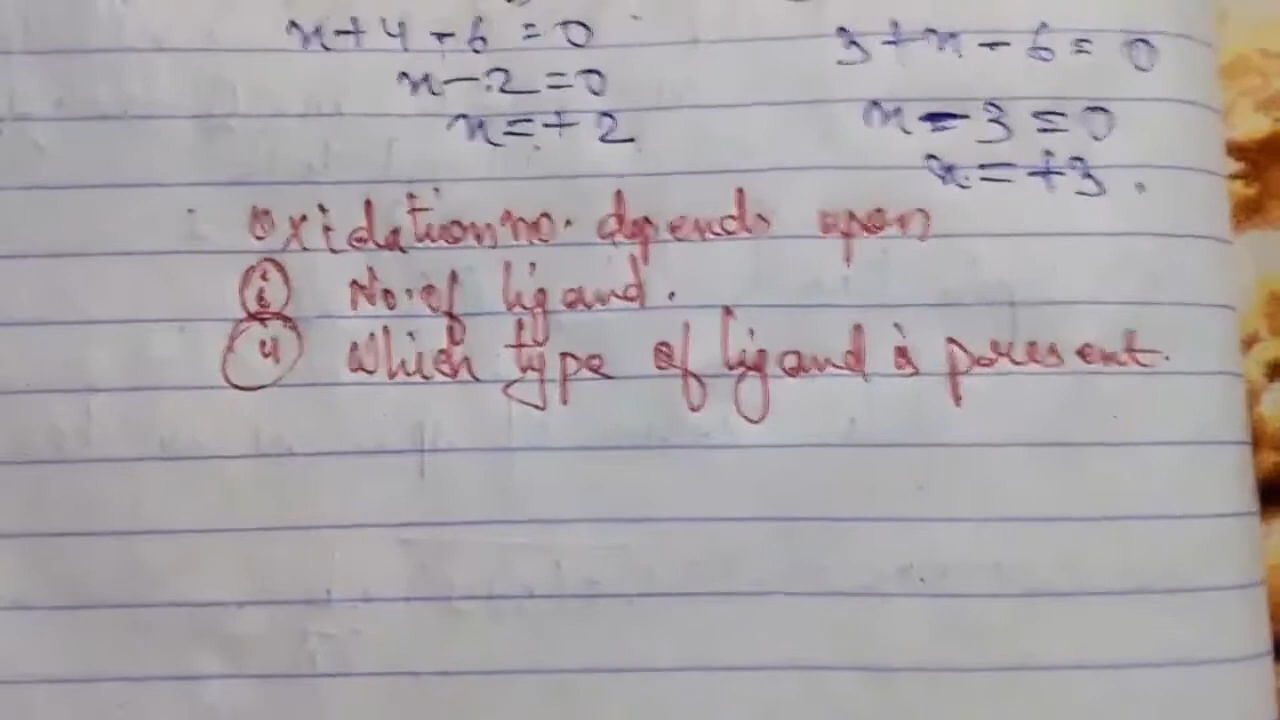 x+4-6=0
3+x-6=0
x-2=0
x-3=0
x=+2
x=+3.
Oxidation no. depends upon
(i) No. of ligand.
(ii) Which type of ligand is present.